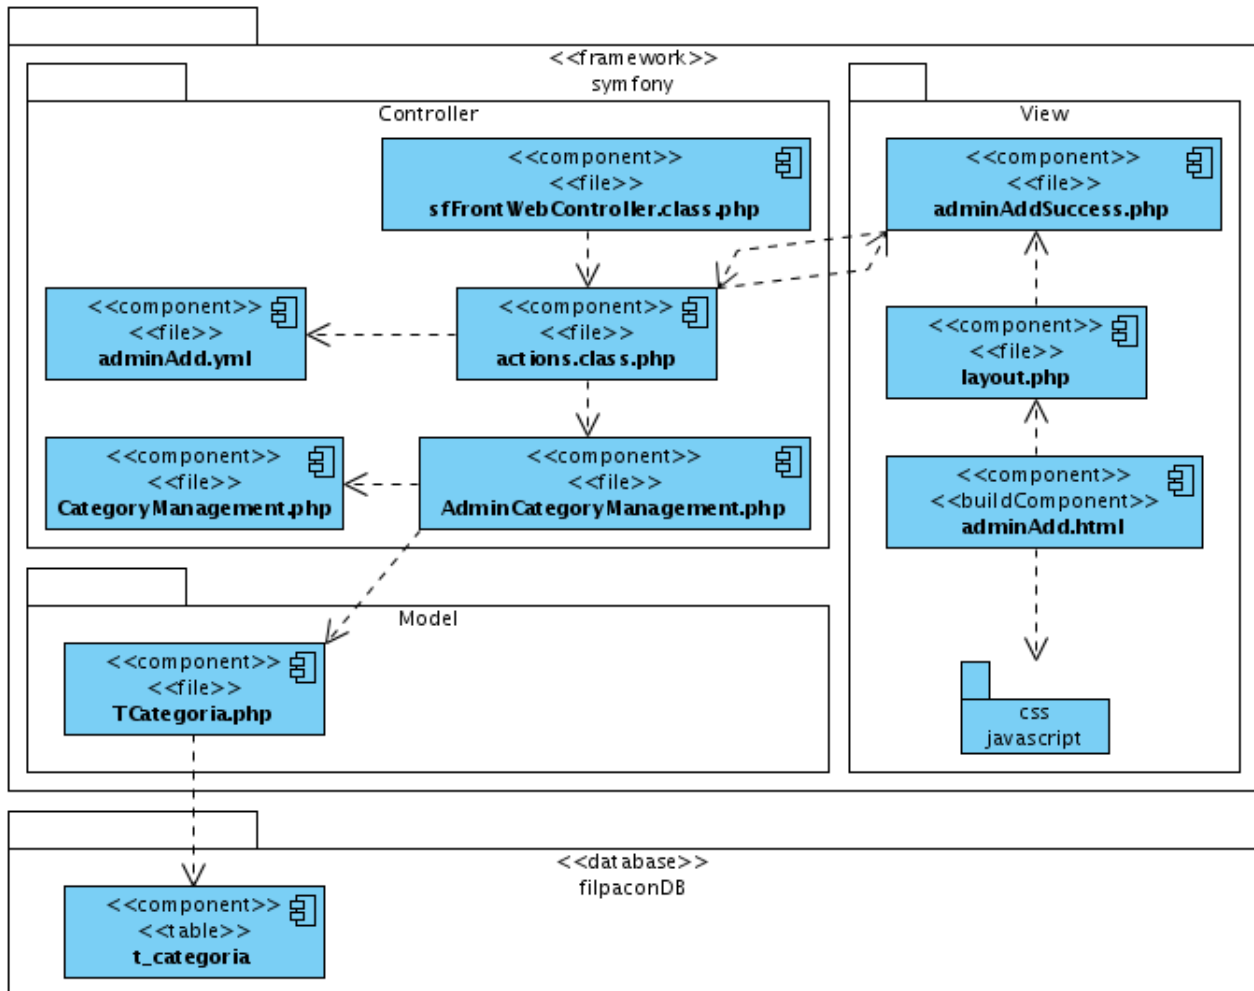 <<framework>>
symfony
Controller
<<component>>
<<file>>
sfFrontWebController.class.php
<<component>>
<<file>>
adminAdd.yml
<<component>>
<<file>>
actions.class.php
<<component>>
<<file>>
CategoryManagement.php
<<component>>
<<file>>
AdminCategoryManagement.php
View
<<component>>
<<file>>
adminAddSuccess.php
<<component>>
<<file>>
layout.php
<<component>>
<<buildComponent>>
adminAdd.html
css
javascript
Model
<<component>>
<<file>>
TCategoria.php
<<database>>
filpaconDB
<<component>>
<<table>>
t_categoria